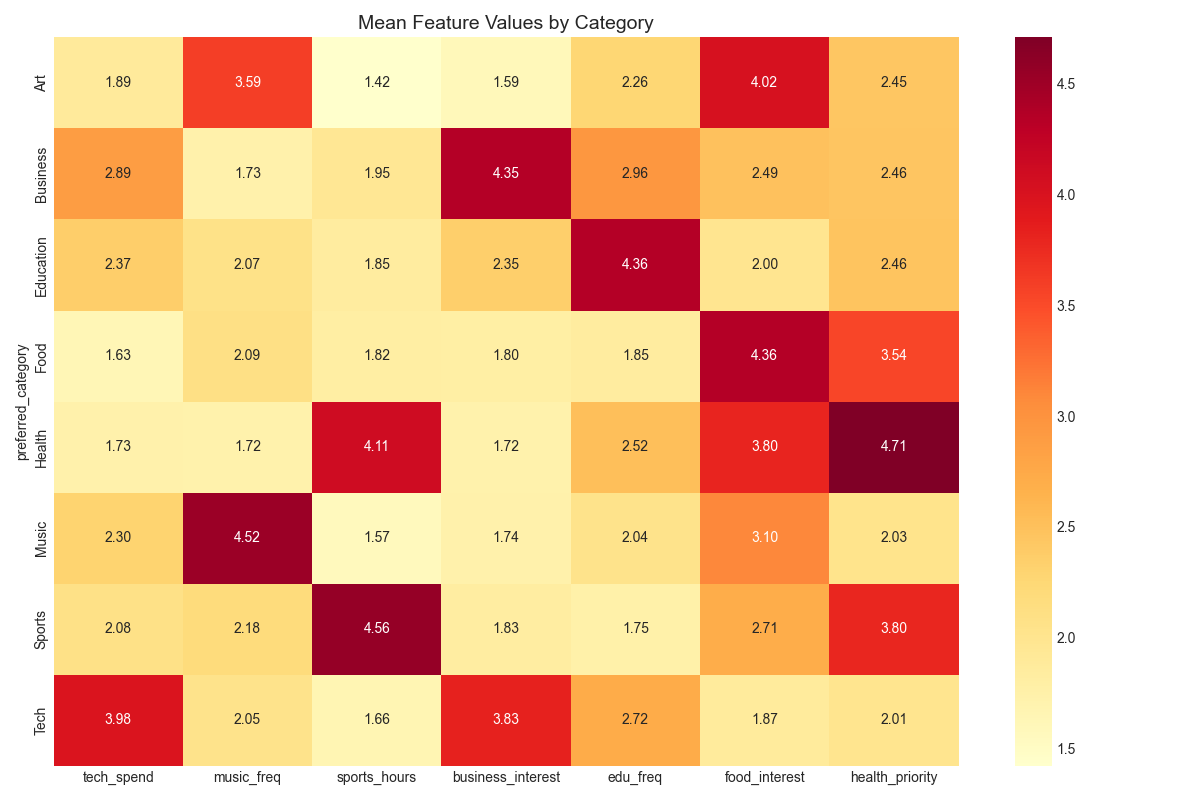 Mean Feature Values by Category
preferred_category
Art 1.89 3.59 1.42 1.59 2.26 4.02 2.45
Business 2.89 1.73 1.95 4.35 2.96 2.49 2.46
Education 2.37 2.07 1.85 2.35 4.36 2.00 2.46
Food 1.63 2.09 1.82 1.80 1.85 4.36 3.54
Health 1.73 1.72 4.11 1.72 2.52 3.80 4.71
Music 2.30 4.52 1.57 1.74 2.04 3.10 2.03
Sports 2.08 2.18 4.56 1.83 1.75 2.71 3.80
Tech 3.98 2.05 1.66 3.83 2.72 1.87 2.01
tech_spend music_freq sports_hours business_interest edu_freq food_interest health_priority
4.5
4.0
3.5
3.0
2.5
2.0
1.5